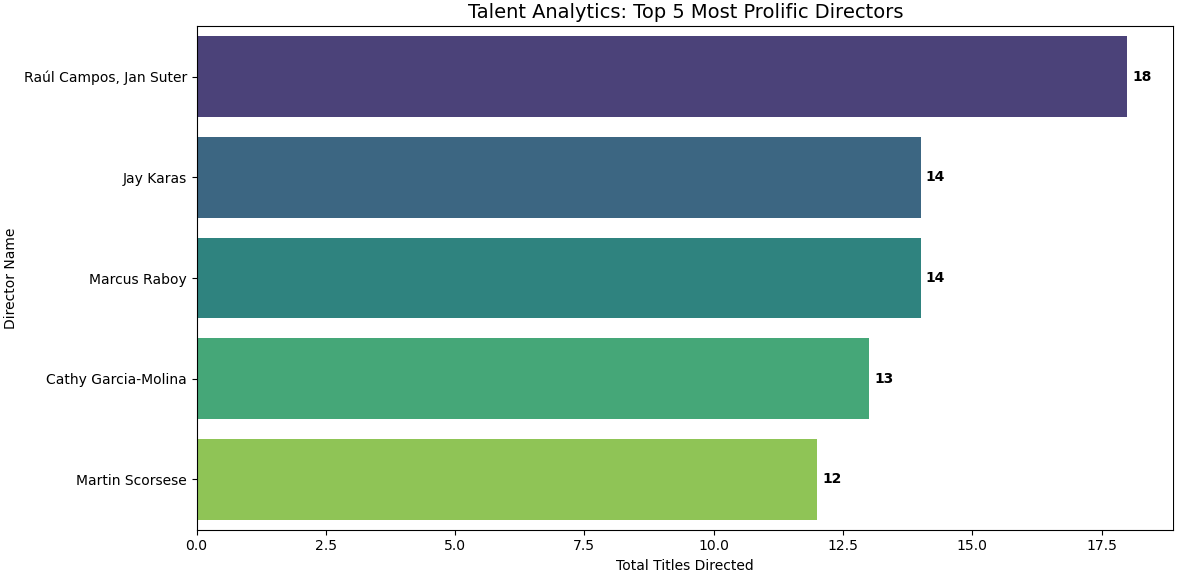 Talent Analytics: Top 5 Most Prolific Directors
Director Name
Raúl Campos, Jan Suter
18
Jay Karas
14
Marcus Raboy
14
Cathy Garcia-Molina
13
Martin Scorsese
12
0.0 2.5 5.0 7.5 10.0 12.5 15.0 17.5
Total Titles Directed